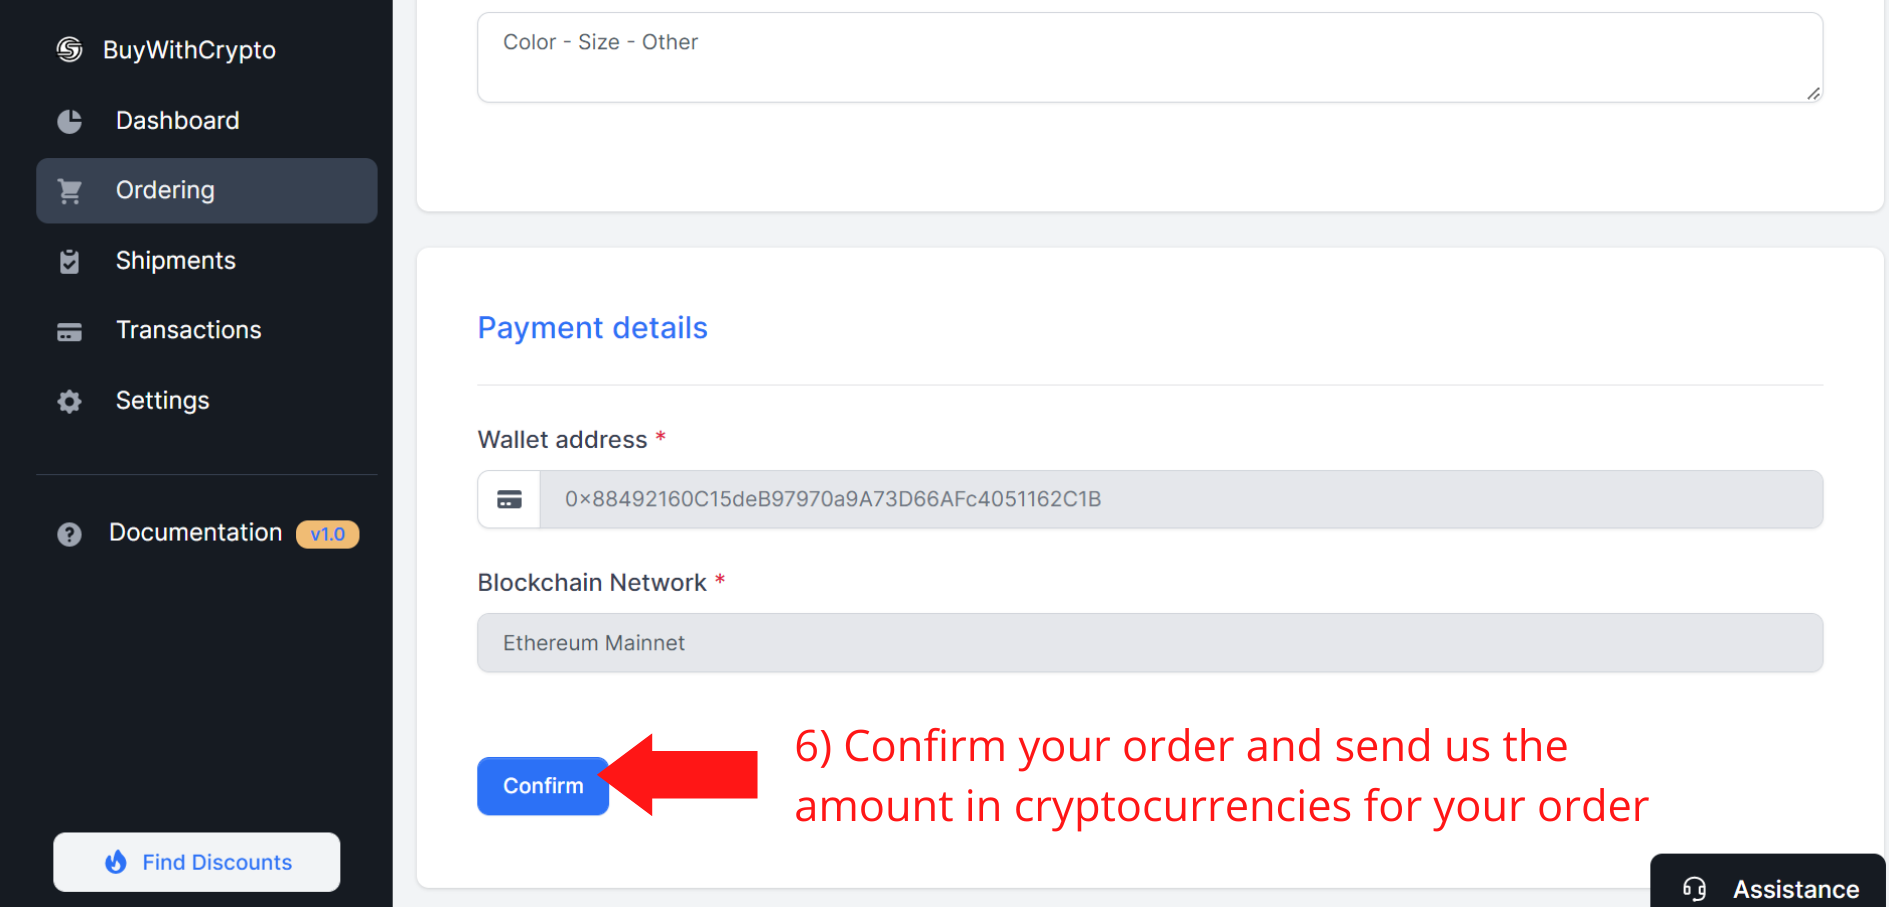 BuyWithCrypto
Dashboard
Ordering
Shipments
Transactions
Settings
Documentation v1.0
Find Discounts
Color - Size - Other
Payment details
Wallet address *
0x88492160C15deB97970a9A73D66AFc4051162C1B
Blockchain Network *
Ethereum Mainnet
Confirm
6) Confirm your order and send us the
amount in cryptocurrencies for your order
Assistance